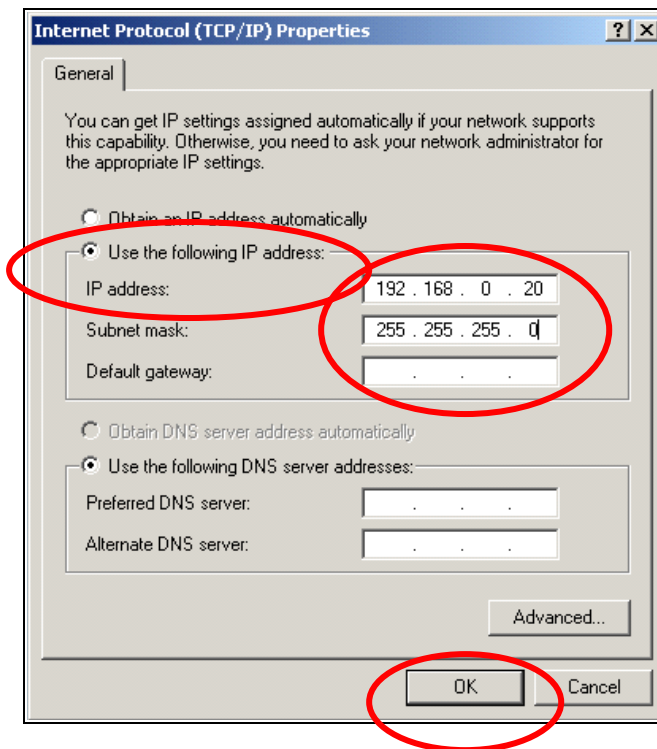 Internet Protocol (TCP/IP) Properties
General
You can get IP settings assigned automatically if your network supports
this capability. Otherwise, you need to ask your network administrator for
the appropriate IP settings.
Obtain an IP address automatically
Use the following IP address:
IP address: 192 . 168 . 0 . 20
Subnet mask: 255 . 255 . 255 . 0
Default gateway: . . .
Obtain DNS server address automatically
Use the following DNS server addresses:
Preferred DNS server: . . .
Alternate DNS server: . . .
Advanced...
OK Cancel